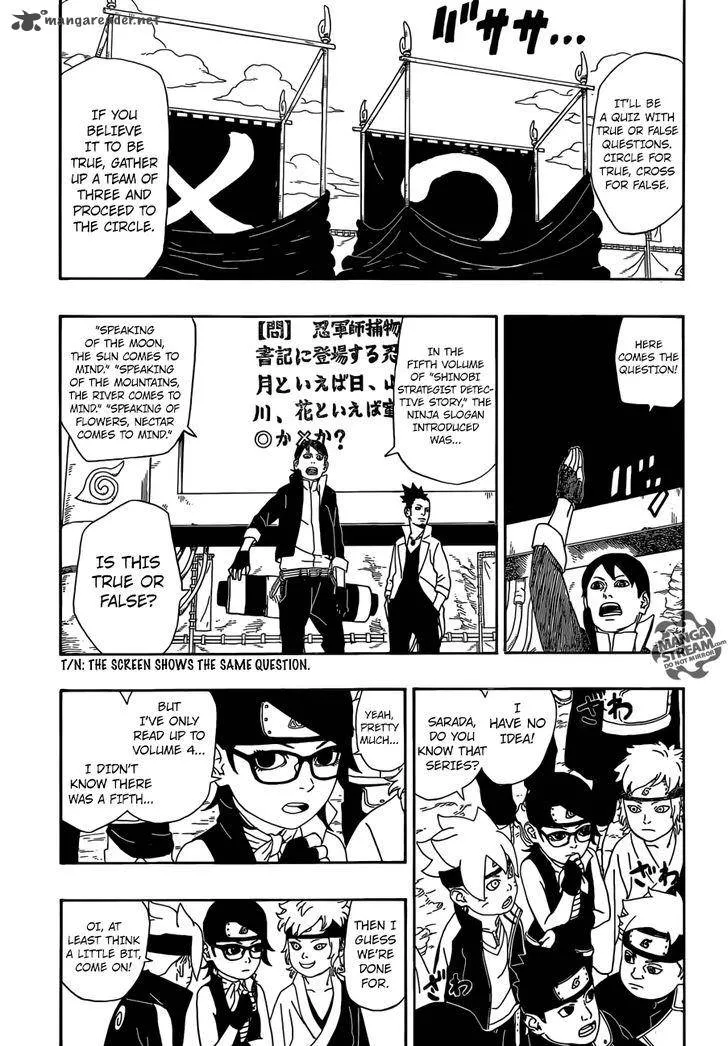 mangareader.net
ザササ...
IT'LL BE
A QUIZ WITH
TRUE OR FALSE
QUESTIONS.
CIRCLE FOR
TRUE, CROSS
FOR FALSE.
IF YOU
BELIEVE
IT TO BE
TRUE, GATHER
UP A TEAM OF
THREE AND
PROCEED TO
THE CIRCLE.
HERE
COMES THE
QUESTION!
IN THE
FIFTH VOLUME
OF "SHINOBI
STRATEGIST DETEC-
TIVE STORY," THE
NINJA SLOGAN
INTRODUCED
WAS...
【問】 忍軍師捕物
書記に登場する忍
月といえば日、山
川、花といえば蜜
◎か×か?
"SPEAKING
OF THE MOON,
THE SUN COMES TO
MIND." "SPEAKING OF
THE MOUNTAINS,
THE RIVER COMES TO
MIND." "SPEAKING OF
FLOWERS, NECTAR
COMES TO MIND."
IS THIS
TRUE OR
FALSE?
MANGA
STREAM.com
DO NOT MIRROR
T/N: THE SCREEN SHOWS THE SAME QUESTION.
ざわ
I
HAVE NO
IDEA!
SARADA,
DO YOU
KNOW THAT
SERIES?
ざわ
YEAH,
PRETTY
MUCH...
BUT
I'VE ONLY
READ UP TO
VOLUME 4...
I DIDN'T
KNOW THERE
WAS A FIFTH...
THEN I
GUESS
WE'RE
DONE
FOR.
OI, AT
LEAST THINK
A LITTLE BIT,
COME ON!